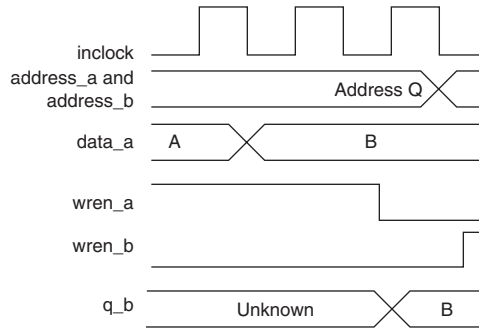 inclock
address_a and
address_b
Address Q
data_a
A
B
wren_a
wren_b
q_b
Unknown
B